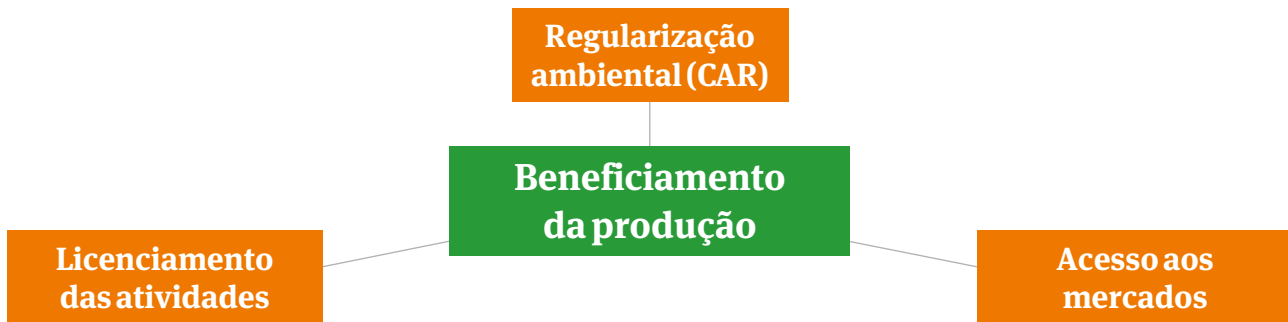 Regularização
ambiental (CAR)
Beneficiamento
da produção
Licenciamento
das atividades
Acesso aos
mercados